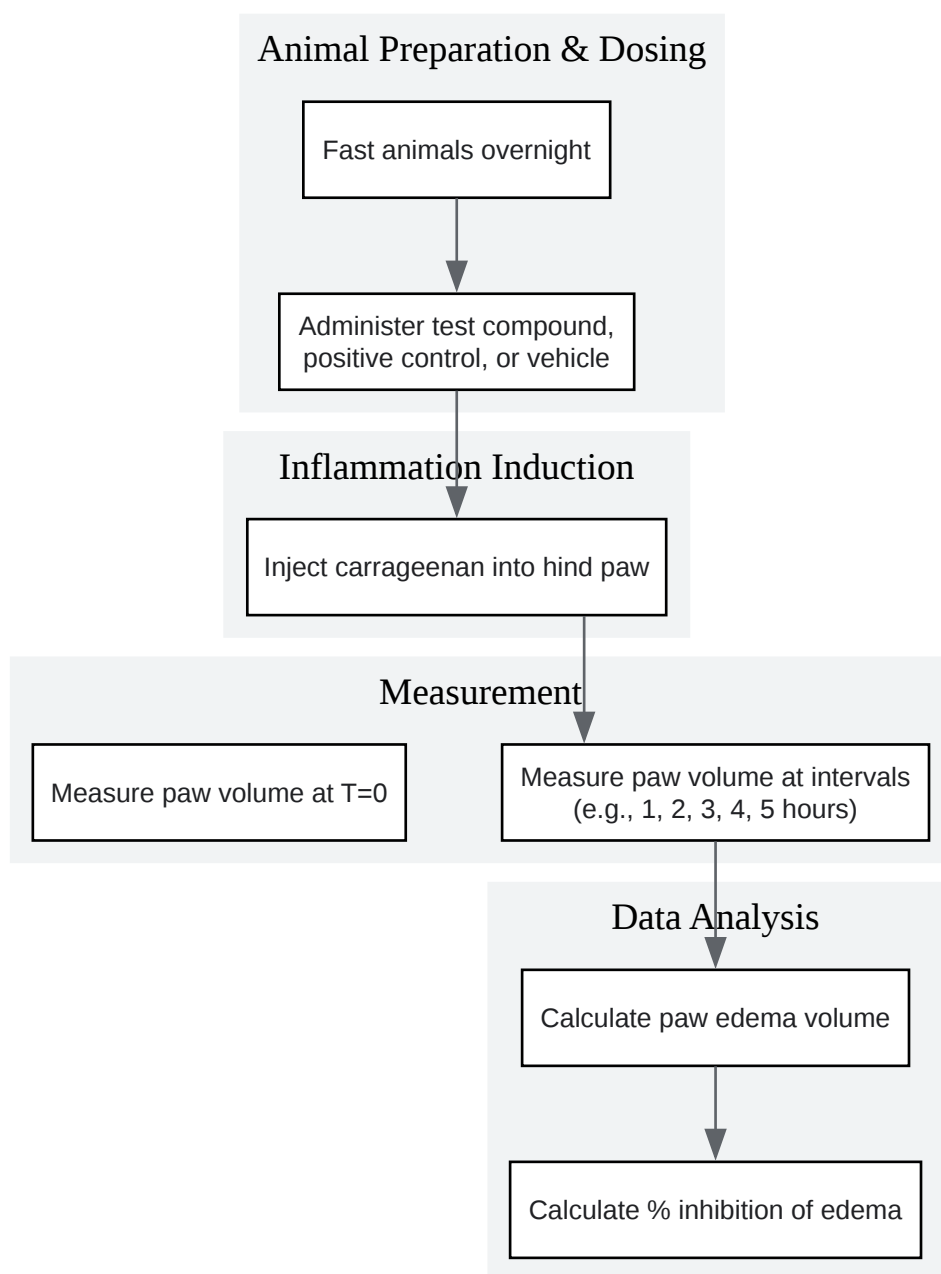 Animal Preparation & Dosing
Fast animals overnight
Administer test compound,
positive control, or vehicle
Inflammation Induction
Inject carrageenan into hind paw
Measurement
Measure paw volume at T=0
Measure paw volume at intervals
(e.g., 1, 2, 3, 4, 5 hours)
Data Analysis
Calculate paw edema volume
Calculate % inhibition of edema